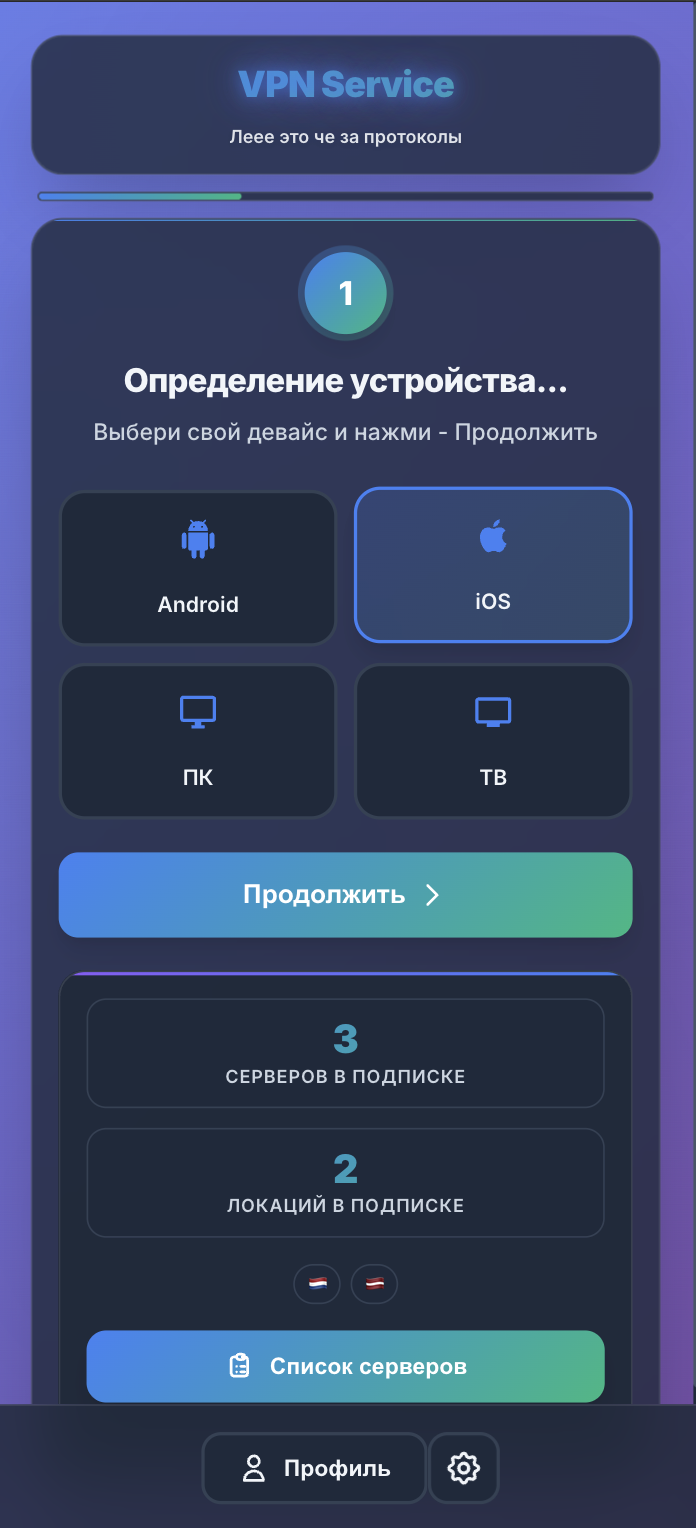 VPN Service
Леее это че за протоколы
1
Определение устройства...
Выбери свой девайс и нажми - Продолжить
Android
iOS
ПК
ТВ
Продолжить
3
СЕРВЕРОВ В ПОДПИСКЕ
2
ЛОКАЦИЙ В ПОДПИСКЕ
Список серверов
Профиль